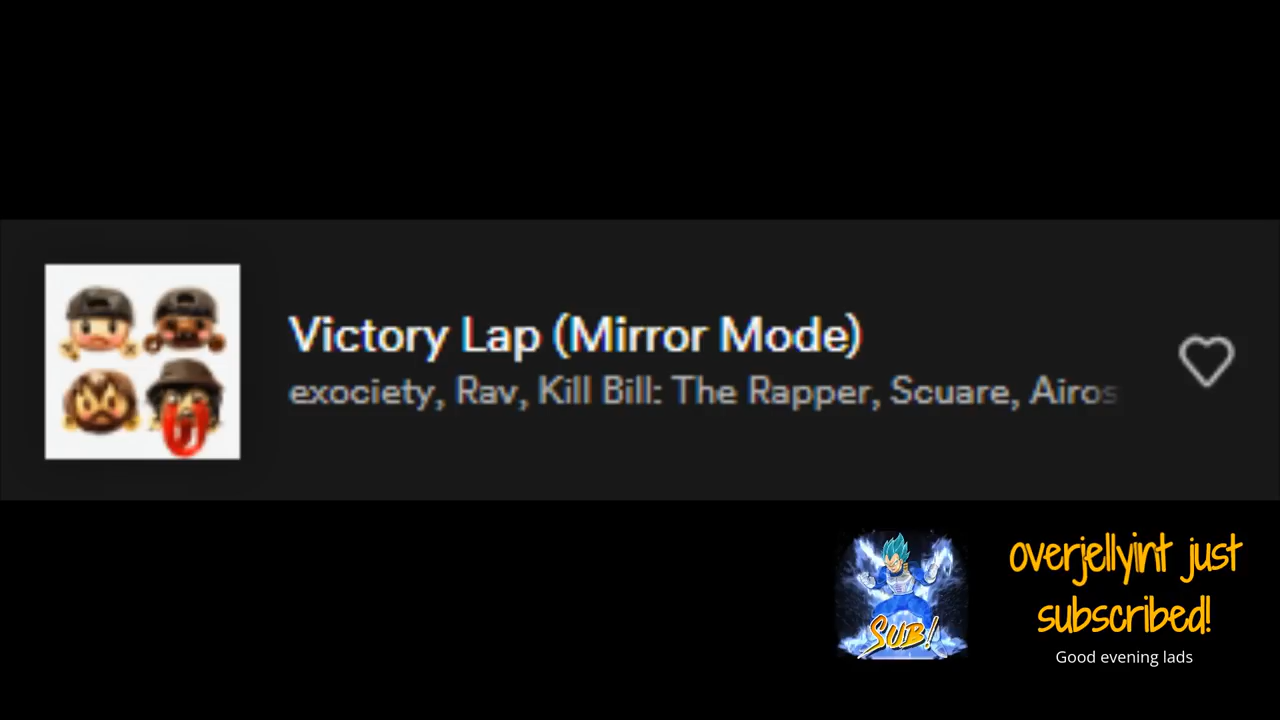 Victory Lap (Mirror Mode)
exociety, Rav, Kill Bill: The Rapper, Scuare, Airos
SUB!
overjellyint just
subscribed!
Good evening lads